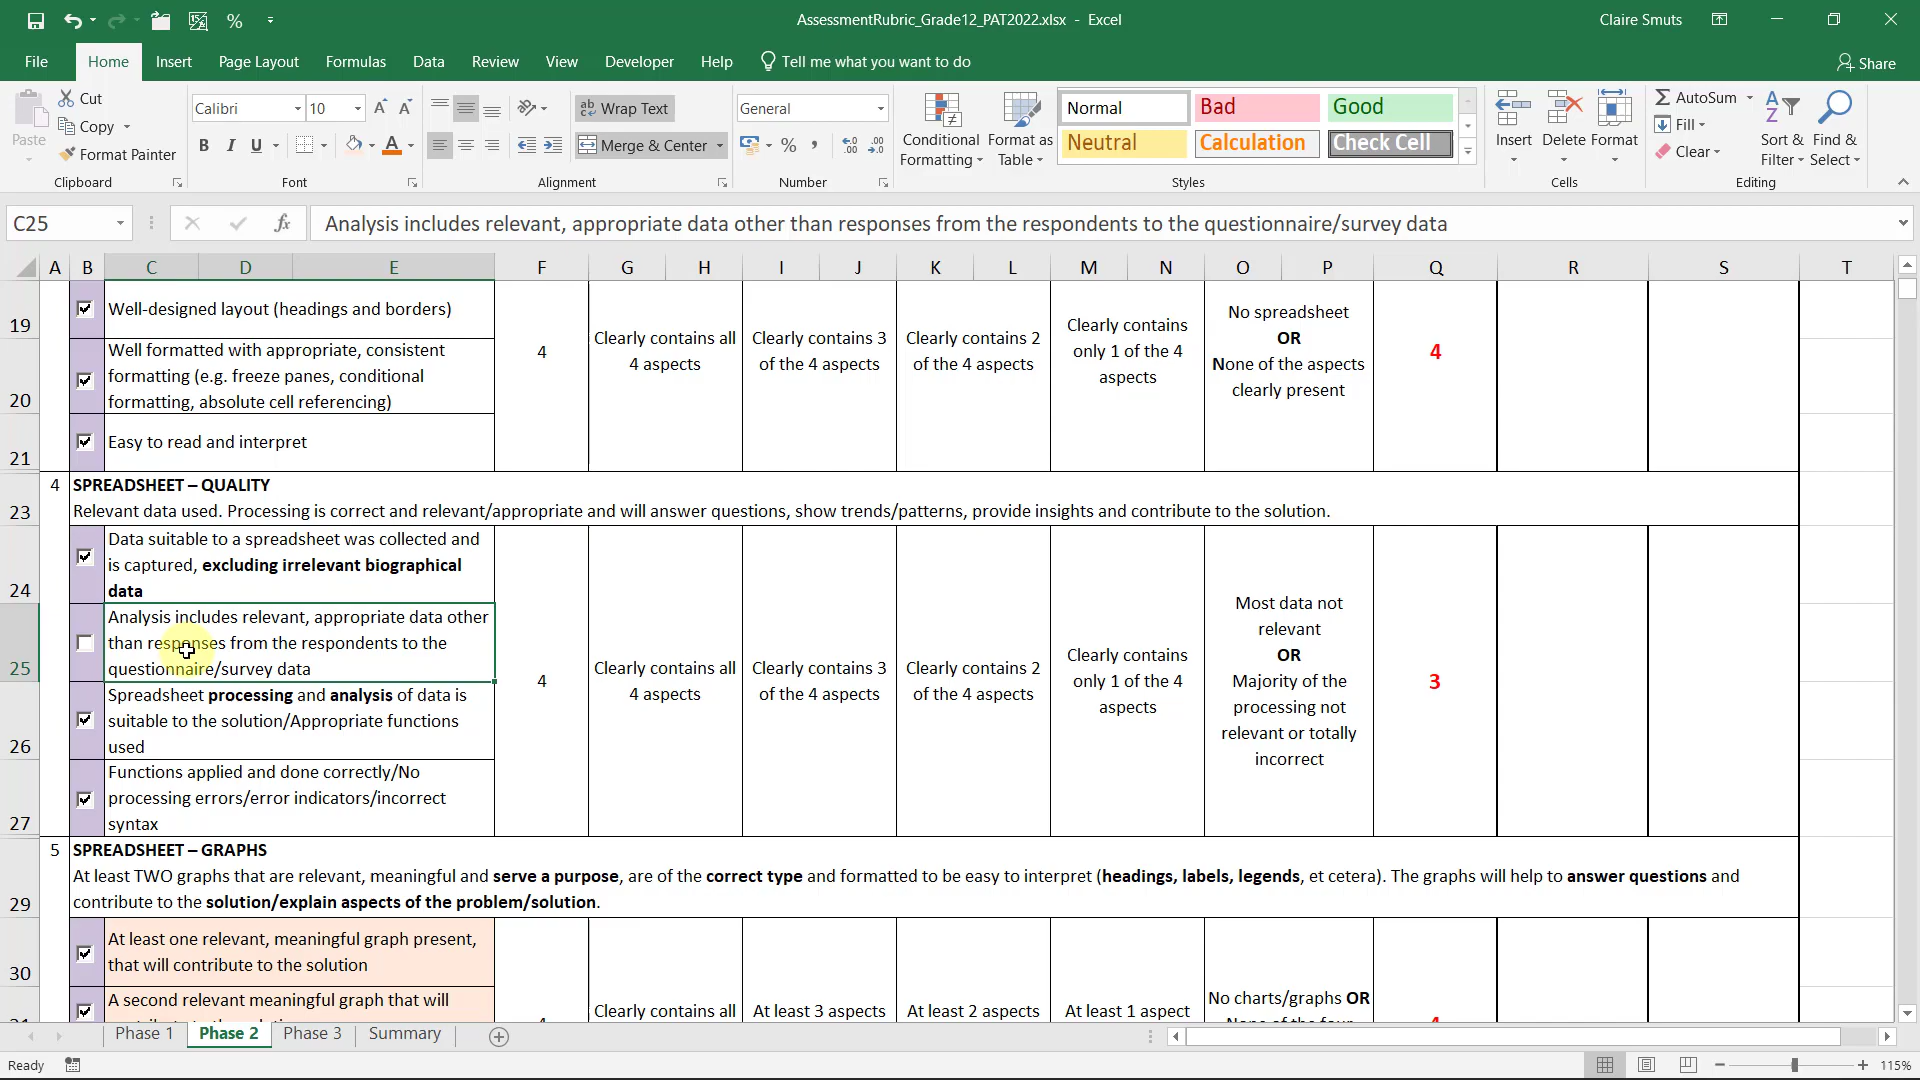 AssessmentRubric_Grade12_PAT2022.xlsx - Excel
Claire Smuts
File
Home
Insert
Page Layout
Formulas
Data
Review
View
Developer
Help
Tell me what you want to do
Share
Paste
Cut
Copy
Format Painter
Clipboard
Calibri
10
B I U
Font
Wrap Text
Merge & Center
Alignment
General
%
Number
Conditional Formatting
Format as Table
Normal
Bad
Good
Neutral
Calculation
Check Cell
Styles
Insert
Delete
Format
Cells
AutoSum
Fill
Clear
Sort & Filter
Find & Select
Editing
C25
fx
Analysis includes relevant, appropriate data other than responses from the respondents to the questionnaire/survey data
A B C D E F G H I J K L M N O P Q R S T
19
Well-designed layout (headings and borders)
20
Well formatted with appropriate, consistent
formatting (e.g. freeze panes, conditional
formatting, absolute cell referencing)
21
Easy to read and interpret
4
Clearly contains all
4 aspects
Clearly contains 3
of the 4 aspects
Clearly contains 2
of the 4 aspects
Clearly contains
only 1 of the 4
aspects
No spreadsheet
OR
None of the aspects
clearly present
4
23
4 SPREADSHEET – QUALITY
Relevant data used. Processing is correct and relevant/appropriate and will answer questions, show trends/patterns, provide insights and contribute to the solution.
24
Data suitable to a spreadsheet was collected and
is captured, excluding irrelevant biographical
data
25
Analysis includes relevant, appropriate data other
than responses from the respondents to the
questionnaire/survey data
26
Spreadsheet processing and analysis of data is
suitable to the solution/Appropriate functions
used
27
Functions applied and done correctly/No
processing errors/error indicators/incorrect
syntax
4
Clearly contains all
4 aspects
Clearly contains 3
of the 4 aspects
Clearly contains 2
of the 4 aspects
Clearly contains
only 1 of the 4
aspects
Most data not
relevant
OR
Majority of the
processing not
relevant or totally
incorrect
3
29
5 SPREADSHEET – GRAPHS
At least TWO graphs that are relevant, meaningful and serve a purpose, are of the correct type and formatted to be easy to interpret (headings, labels, legends, et cetera). The graphs will help to answer questions and
contribute to the solution/explain aspects of the problem/solution.
30
At least one relevant, meaningful graph present,
that will contribute to the solution
A second relevant meaningful graph that will
Clearly contains all
At least 3 aspects
At least 2 aspects
At least 1 aspect
No charts/graphs OR
Phase 1
Phase 2
Phase 3
Summary
Ready
115%